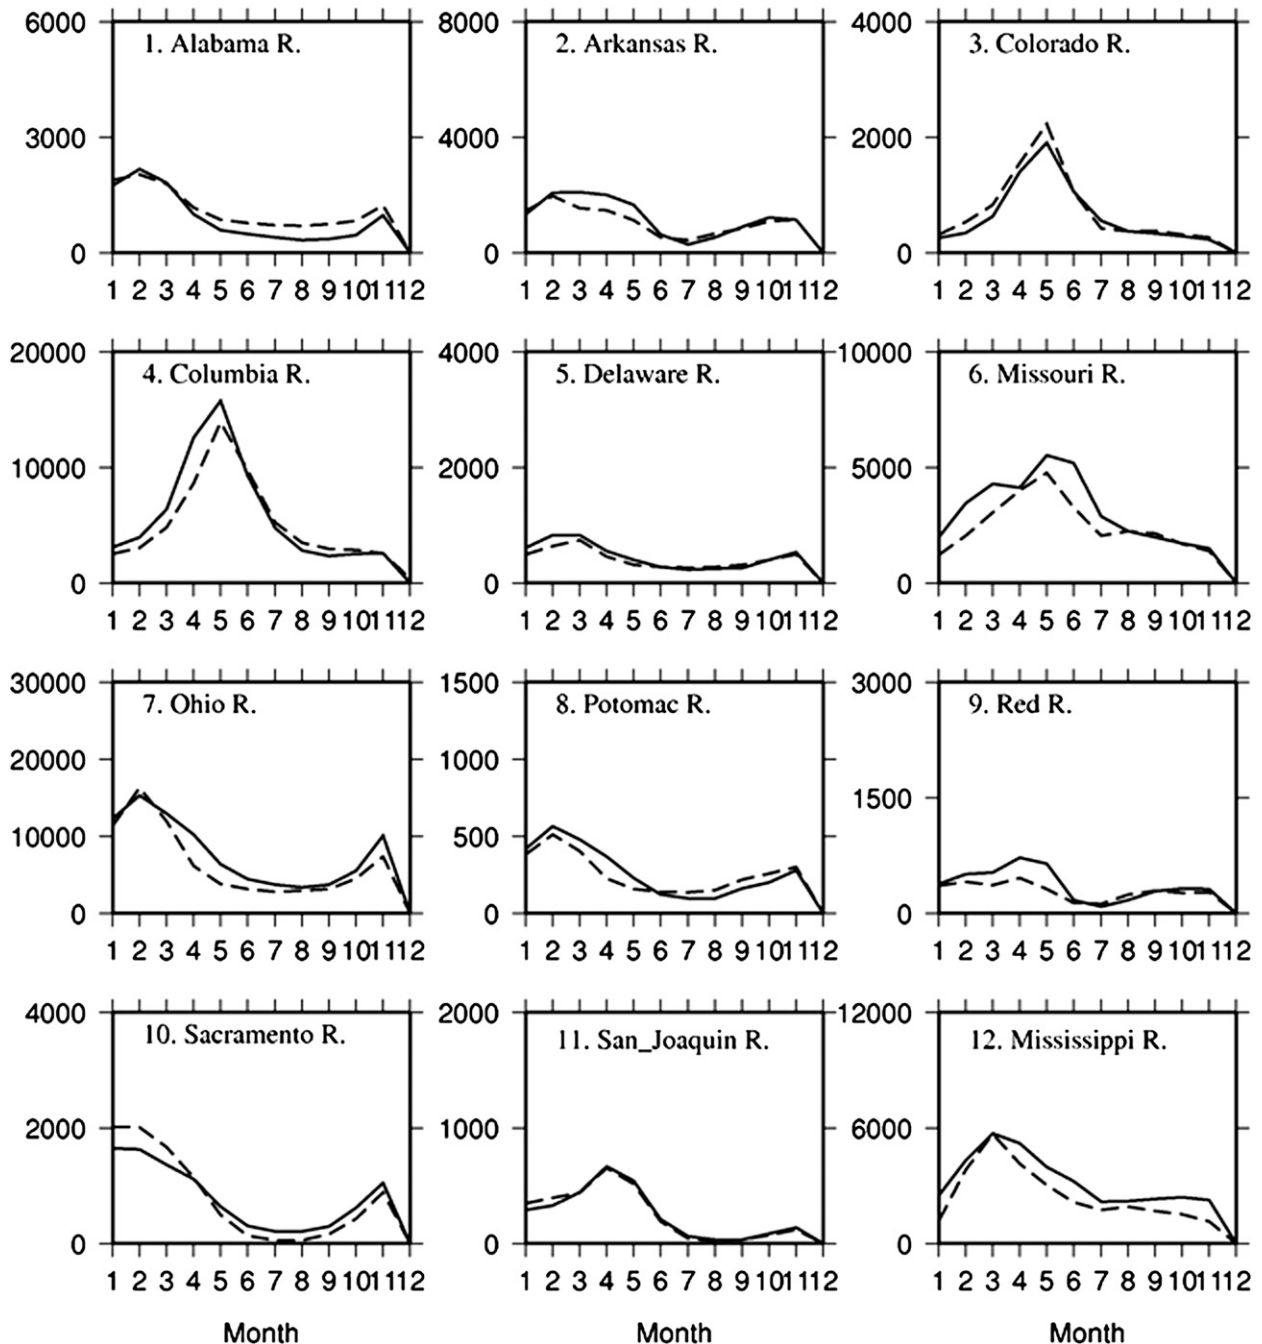 6000
1. Alabama R.
3000
0
1 2 3 4 5 6 7 8 9 10 11 12
8000
2. Arkansas R.
4000
0
1 2 3 4 5 6 7 8 9 10 11 12
4000
3. Colorado R.
2000
0
1 2 3 4 5 6 7 8 9 10 11 12
20000
4. Columbia R.
10000
0
1 2 3 4 5 6 7 8 9 10 11 12
4000
5. Delaware R.
2000
0
1 2 3 4 5 6 7 8 9 10 11 12
10000
6. Missouri R.
5000
0
1 2 3 4 5 6 7 8 9 10 11 12
30000
7. Ohio R.
20000
10000
0
1 2 3 4 5 6 7 8 9 10 11 12
1500
8. Potomac R.
1000
500
0
1 2 3 4 5 6 7 8 9 10 11 12
3000
9. Red R.
1500
0
1 2 3 4 5 6 7 8 9 10 11 12
4000
10. Sacramento R.
2000
0
1 2 3 4 5 6 7 8 9 10 11 12
Month
2000
11. San_Joaquin R.
1000
0
1 2 3 4 5 6 7 8 9 10 11 12
Month
12000
12. Mississippi R.
6000
0
1 2 3 4 5 6 7 8 9 10 11 12
Month